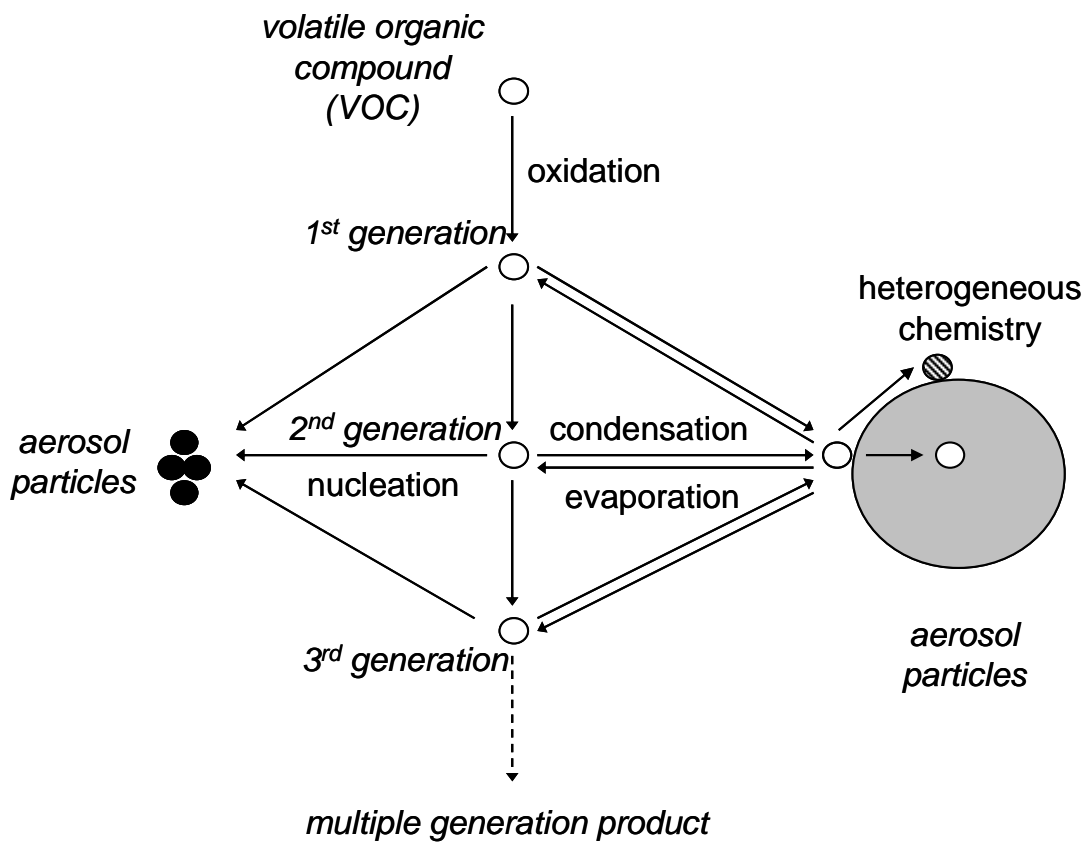 volatile organic
compound
(VOC)
oxidation
1st generation
heterogeneous
chemistry
2nd generation
condensation
aerosol
particles
nucleation
evaporation
3rd generation
aerosol
particles
multiple generation product